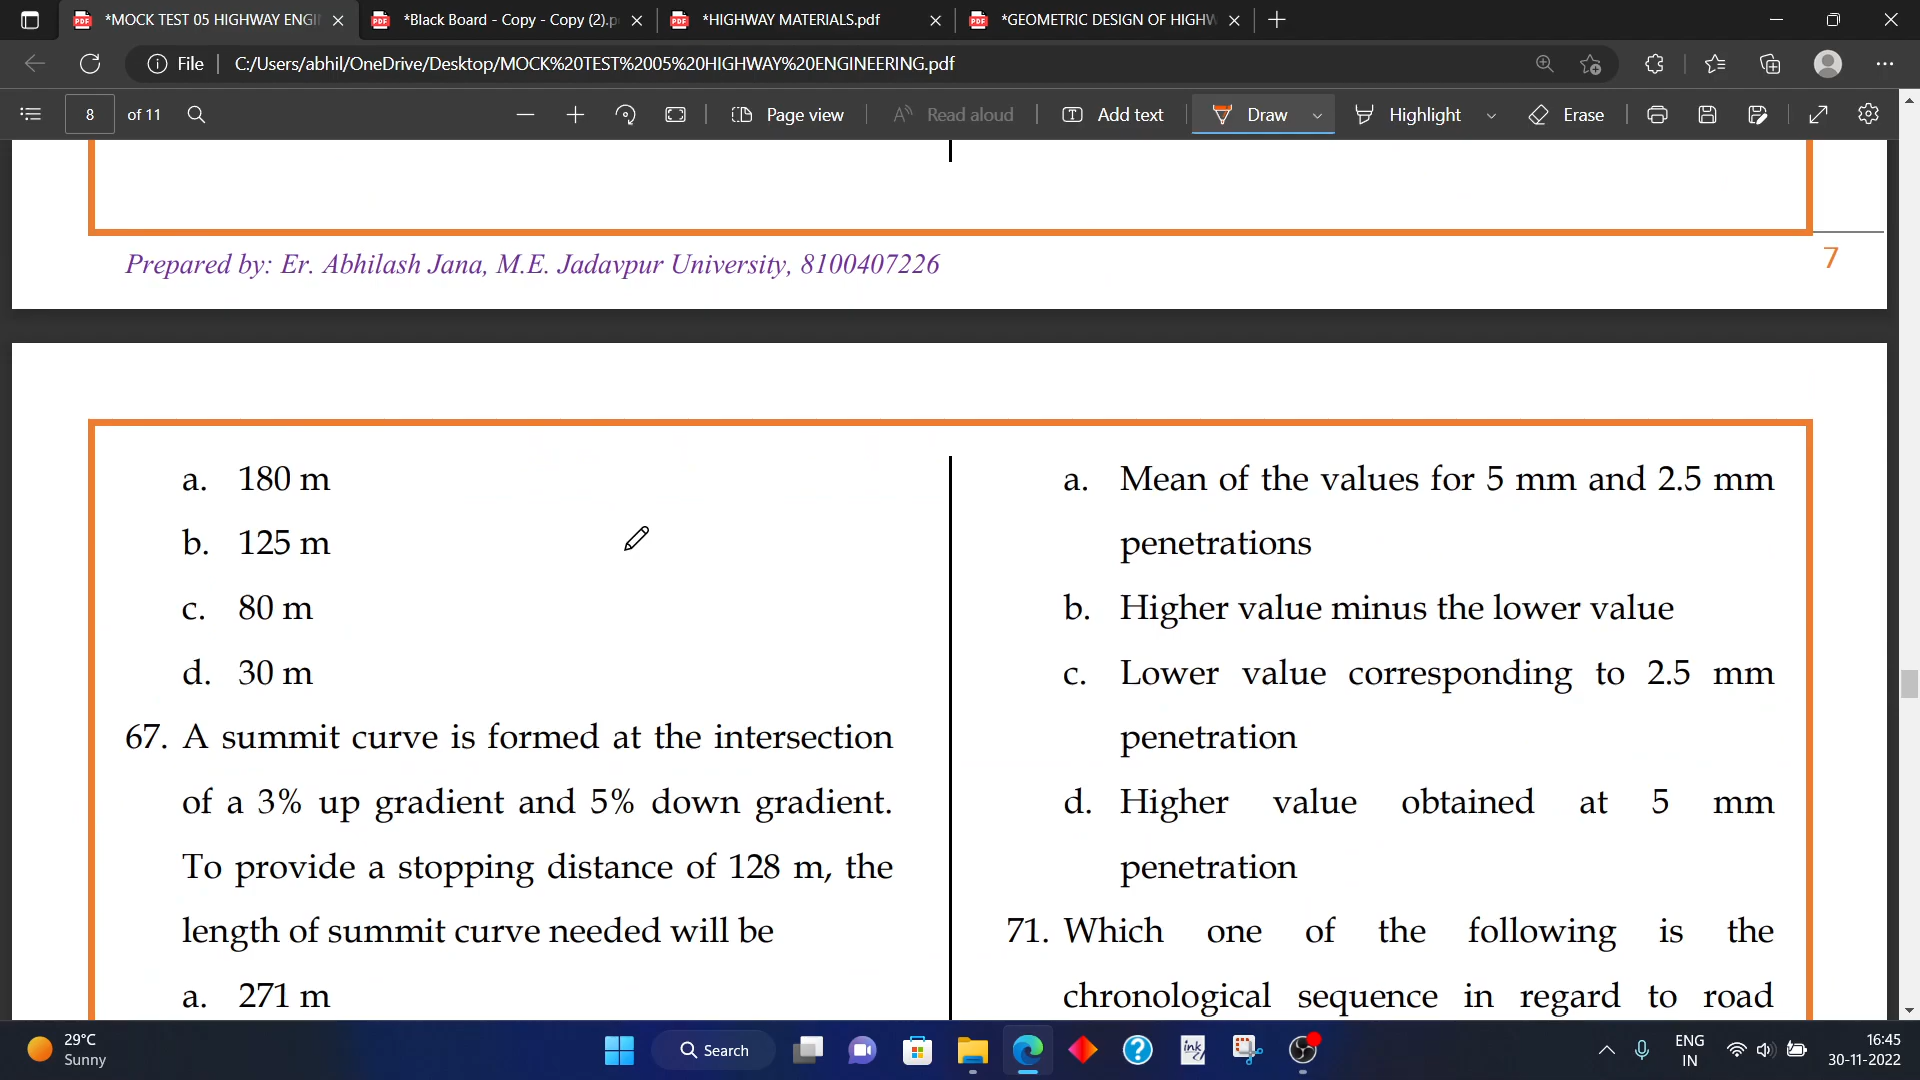 *MOCK TEST 05 HIGHWAY ENGI
*Black Board - Copy - Copy (2).p
*HIGHWAY MATERIALS.pdf
*GEOMETRIC DESIGN OF HIGHW
File
C:/Users/abhil/OneDrive/Desktop/MOCK%20TEST%2005%20HIGHWAY%20ENGINEERING.pdf
8 of 11
Page view
Read aloud
Add text
Draw
Highlight
Erase
Prepared by: Er. Abhilash Jana, M.E. Jadavpur University, 8100407226
7
a. 180 m
b. 125 m
c. 80 m
d. 30 m
67. A summit curve is formed at the intersection
of a 3% up gradient and 5% down gradient.
To provide a stopping distance of 128 m, the
length of summit curve needed will be
a. 271 m
a. Mean of the values for 5 mm and 2.5 mm
penetrations
b. Higher value minus the lower value
c. Lower value corresponding to 2.5 mm
penetration
d. Higher value obtained at 5 mm
penetration
71. Which one of the following is the
chronological sequence in regard to road
29°C
Sunny
Search
ink
ENG
IN
16:45
30-11-2022